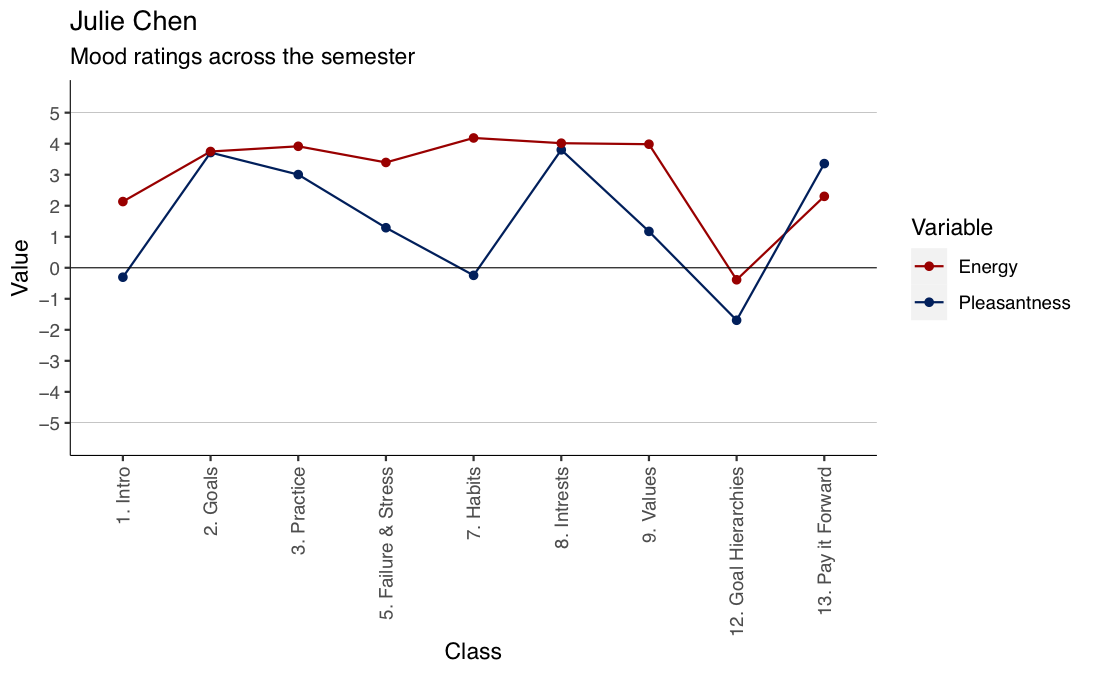 Julie Chen
Mood ratings across the semester
5
4
3
2
1
0
−1
−2
−3
−4
−5
Value
1. Intro
2. Goals
3. Practice
5. Failure & Stress
7. Habits
8. Intrests
9. Values
12. Goal Hierarchies
13. Pay it Forward
Class
Variable
Energy
Pleasantness